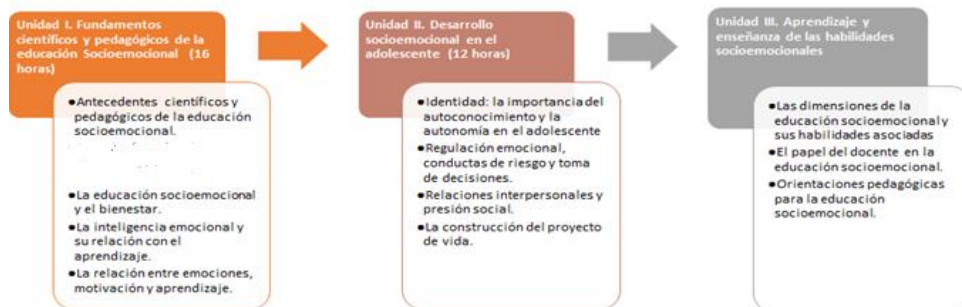 Unidad I. Fundamentos
científicos y pedagógicos de la
educación Socioemocional (16
horas)
•Antecedentes científicos y
pedagógicos de la educación
socioemocional.
•La educación socioemocional
y el bienestar.
•La inteligencia emocional y
su relación con el
aprendizaje.
•La relación entre emociones,
motivación y aprendizaje.
Unidad II. Desarrollo
socioemocional en el
adolescente (12 horas)
•Identidad: la importancia del
autoconocimiento y la
autonomía en el adolescente
•Regulación emocional,
conductas de riesgo y toma
de decisiones.
•Relaciones interpersonales y
presión social.
•La construcción del proyecto
de vida.
Unidad III. Aprendizaje y
enseñanza de las habilidades
socioemocionales
•Las dimensiones de la
educación socioemocional y
sus habilidades asociadas
•El papel del docente en la
educación socioemocional.
•Orientaciones pedagógicas
para la educación
socioemocional.